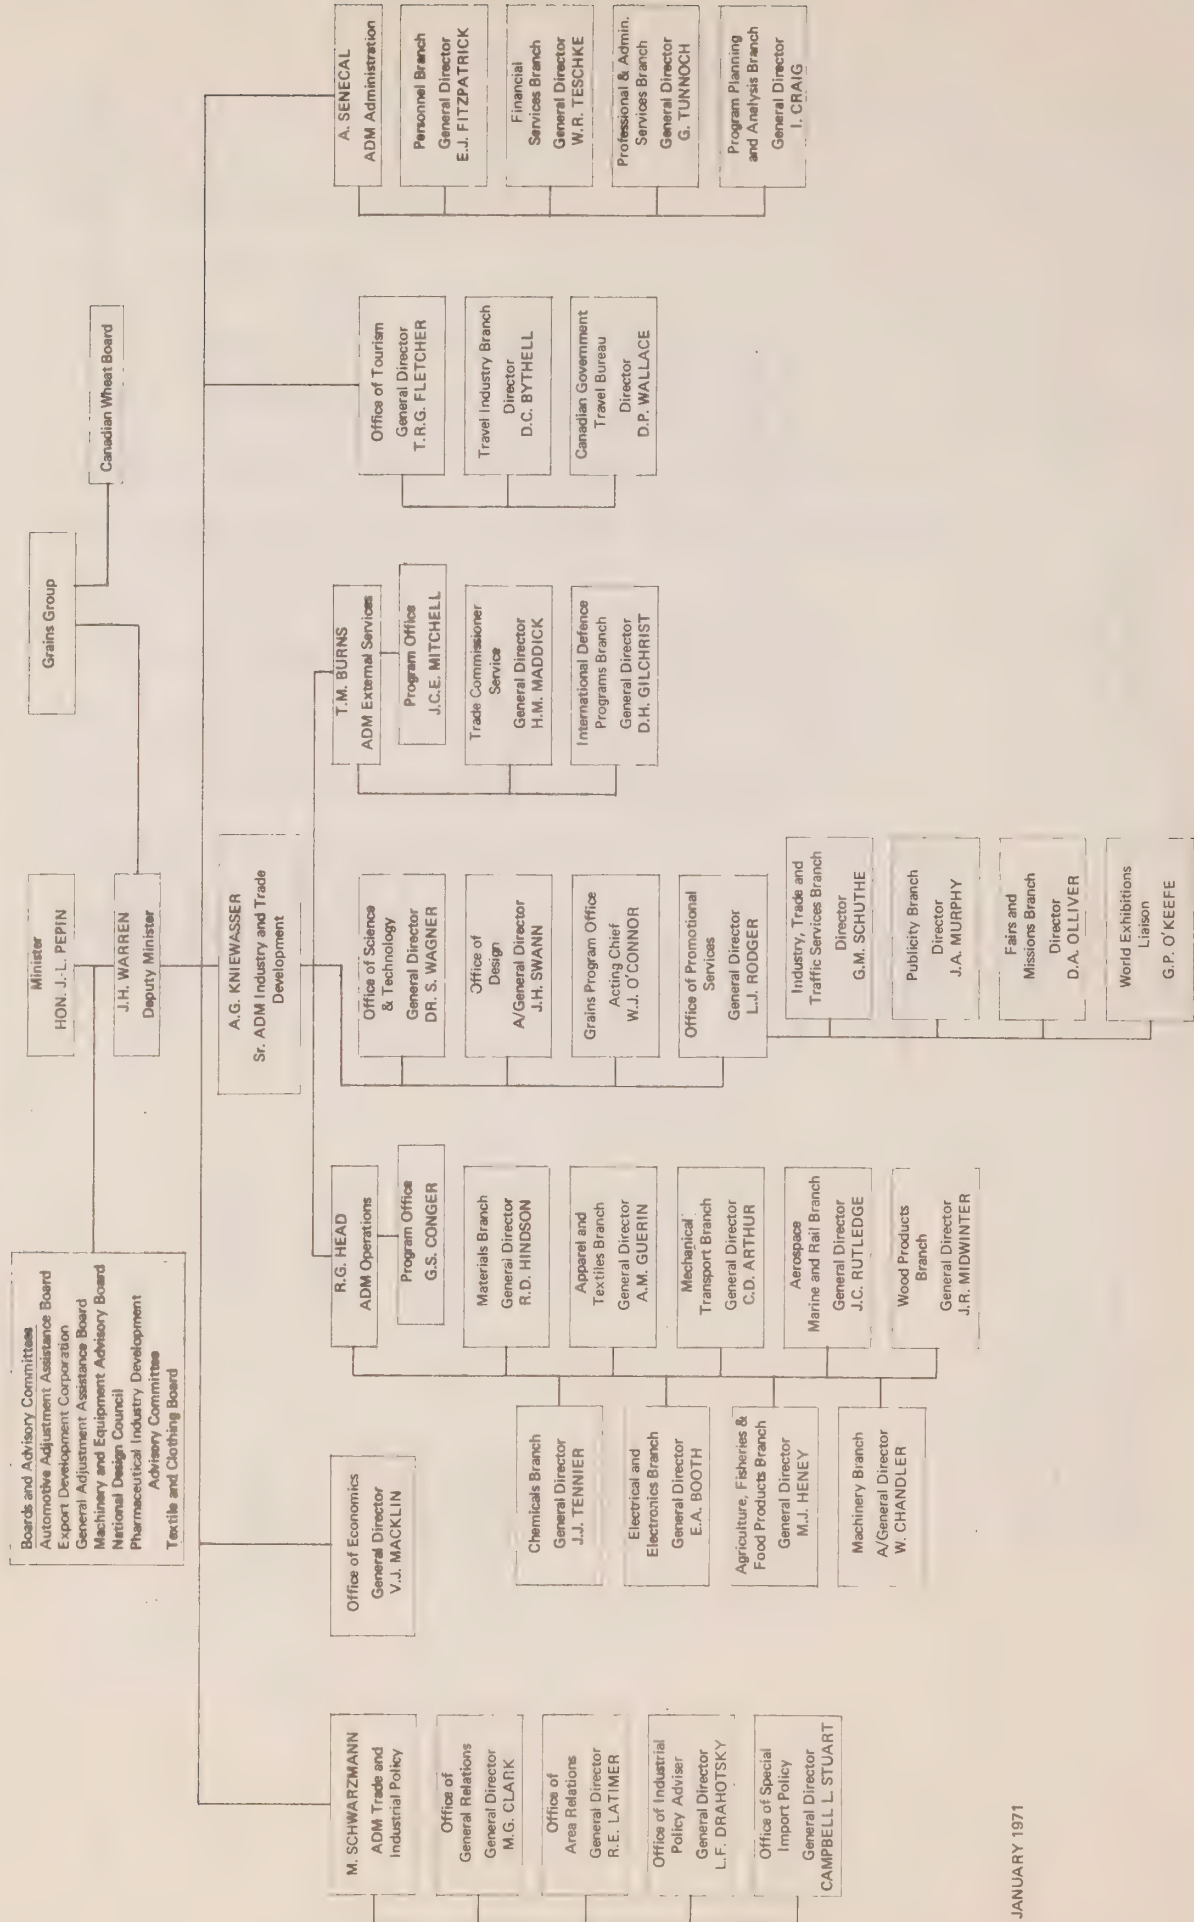 Boards and Advisory Committees
Automotive Adjustment Assistance Board
Export Development Corporation
General Adjustment Assistance Board
Machinery and Equipment Advisory Board
National Design Council
Pharmaceutical Industry Development
Advisory Committee
Textile and Clothing Board
Minister
HON. J.-L. PEPIN
J.H. WARREN
Deputy Minister
Grains Group
Canadian Wheat Board
A.G. KNIEWASSER
Sr. ADM Industry and Trade
Development
M. SCHWARZMANN
ADM Trade and
Industrial Policy
Office of
General Relations
General Director
M.G. CLARK
Office of
Area Relations
General Director
R.E. LATIMER
Office of Industrial
Policy Adviser
General Director
L.F. DRAHOTSKY
Office of Special
Import Policy
General Director
CAMPBELL L. STUART
Office of Economics
General Director
V.J. MACKLIN
R.G. HEAD
ADM Operations
Program Office
G.S. CONGER
Chemicals Branch
General Director
J.J. TENNIER
Electrical and
Electronics Branch
General Director
E.A. BOOTH
Agriculture, Fisheries &
Food Products Branch
General Director
M.J. HENEY
Machinery Branch
A/General Director
W. CHANDLER
Materials Branch
General Director
R.D. HINDSON
Apparel and
Textiles Branch
General Director
A.M. GUERIN
Mechanical
Transport Branch
General Director
C.D. ARTHUR
Aerospace
Marine and Rail Branch
General Director
J.C. RUTLEDGE
Wood Products
Branch
General Director
J.R. MIDWINTER
Office of Science
& Technology
General Director
DR. S. WAGNER
Office of
Design
A/General Director
J.H. SWANN
Grains Program Office
Acting Chief
W.J. O'CONNOR
Office of Promotional
Services
General Director
L.J. RODGER
Industry, Trade and
Traffic Services Branch
Director
G.M. SCHUTHE
Publicity Branch
Director
J.A. MURPHY
Fairs and
Missions Branch
Director
D.A. OLLIVER
World Exhibitions
Liaison
G.P. O'KEEFE
T.M. BURNS
ADM External Services
Program Office
J.C.E. MITCHELL
Trade Commissioner
Service
General Director
H.M. MADDICK
International Defence
Programs Branch
General Director
D.H. GILCHRIST
Office of Tourism
General Director
T.R.G. FLETCHER
Travel Industry Branch
Director
D.C. BYTHELL
Canadian Government
Travel Bureau
Director
D.P. WALLACE
A. SENECAL
ADM Administration
Personnel Branch
General Director
E.J. FITZPATRICK
Financial
Services Branch
General Director
W.R. TESCHKE
Professional & Admin.
Services Branch
General Director
G. TUNNOCH
Program Planning
and Analysis Branch
General Director
I. CRAIG
JANUARY 1971